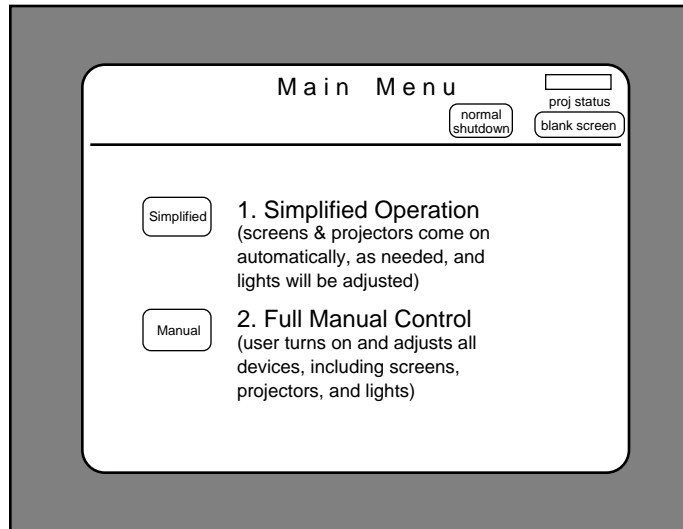 Main Menu
proj status
normal
shutdown
blank screen
Simplified
1. Simplified Operation
(screens & projectors come on
automatically, as needed, and
lights will be adjusted)
Manual
2. Full Manual Control
(user turns on and adjusts all
devices, including screens,
projectors, and lights)